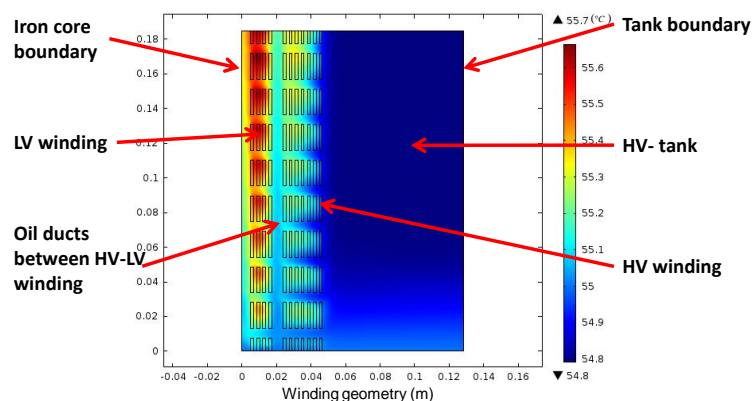 Iron core
boundary
LV winding
Oil ducts
between HV-LV
winding
0.18
0.16
0.14
0.12
0.1
0.08
0.06
0.04
0.02
0
-0.04
-0.02
0
0.02
0.04
0.06
0.08
0.1
0.12
0.14
0.16
Winding geometry (m)
▲ 55.7 (°C)
55.6
55.4
55.3
55.2
55.1
55
54.9
54.8
▼ 54.8
Tank boundary
HV- tank
HV winding